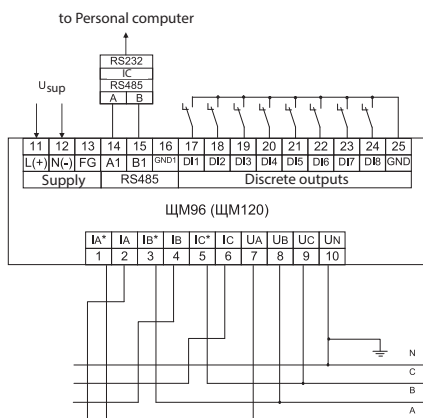 to Personal computer
RS232
IC
RS485
A B
Usup
11 12 13 14 15 16 17 18 19 20 21 22 23 24 25
L(+) N(-) FG A1 B1 GND1 DI1 DI2 DI3 DI4 DI5 DI6 DI7 DI8 GND
Supply RS485 Discrete outputs
ЩМ96 (ЩМ120)
IA* IA IB* IB IC* IC UA UB UC UN
1 2 3 4 5 6 7 8 9 10
N
C
B
A